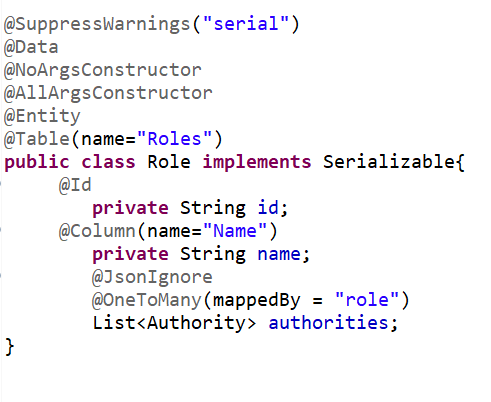 @SuppressWarnings("serial")
@Data
@NoArgsConstructor
@AllArgsConstructor
@Entity
@Table(name="Roles")
public class Role implements Serializable{
@Id
private String id;
@Column(name="Name")
private String name;
@JsonIgnore
@OneToMany(mappedBy = "role")
List<Authority> authorities;
}